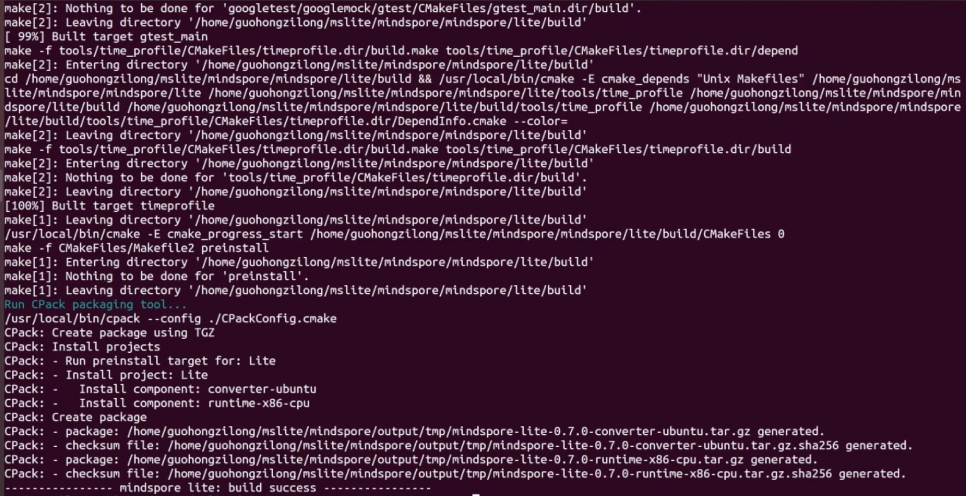 make[2]: Nothing to be done for 'googletest/googlemock/gtest/CMakeFiles/gtest_main.dir/build'.
make[2]: Leaving directory '/home/guohongzilong/mslite/mindspore/mindspore/lite/build'
[ 99%] Built target gtest_main
make -f tools/time_profile/CMakeFiles/timeprofile.dir/build.make tools/time_profile/CMakeFiles/timeprofile.dir/depend
make[2]: Entering directory '/home/guohongzilong/mslite/mindspore/mindspore/lite/build'
cd /home/guohongzilong/mslite/mindspore/mindspore/lite/build && /usr/local/bin/cmake -E cmake_depends "Unix Makefiles" /home/guohongzilong/ms
lite/mindspore/mindspore/lite /home/guohongzilong/mslite/mindspore/mindspore/lite/tools/time_profile /home/guohongzilong/mslite/mindspore/min
dspore/lite/build /home/guohongzilong/mslite/mindspore/mindspore/lite/build/tools/time_profile /home/guohongzilong/mslite/mindspore/mindspore
/lite/build/tools/time_profile/CMakeFiles/timeprofile.dir/DependInfo.cmake --color=
make[2]: Leaving directory '/home/guohongzilong/mslite/mindspore/mindspore/lite/build'
make -f tools/time_profile/CMakeFiles/timeprofile.dir/build.make tools/time_profile/CMakeFiles/timeprofile.dir/build
make[2]: Entering directory '/home/guohongzilong/mslite/mindspore/mindspore/lite/build'
make[2]: Nothing to be done for 'tools/time_profile/CMakeFiles/timeprofile.dir/build'.
make[2]: Leaving directory '/home/guohongzilong/mslite/mindspore/mindspore/lite/build'
[100%] Built target timeprofile
make[1]: Leaving directory '/home/guohongzilong/mslite/mindspore/mindspore/lite/build'
/usr/local/bin/cmake -E cmake_progress_start /home/guohongzilong/mslite/mindspore/mindspore/lite/build/CMakeFiles 0
make -f CMakeFiles/Makefile2 preinstall
make[1]: Entering directory '/home/guohongzilong/mslite/mindspore/mindspore/lite/build'
make[1]: Nothing to be done for 'preinstall'.
make[1]: Leaving directory '/home/guohongzilong/mslite/mindspore/mindspore/lite/build'
Run CPack packaging tool...
/usr/local/bin/cpack --config ./CPackConfig.cmake
CPack: Create package using TGZ
CPack: Install projects
CPack: - Run preinstall target for: Lite
CPack: - Install project: Lite
CPack: -   Install component: converter-ubuntu
CPack: -   Install component: runtime-x86-cpu
CPack: Create package
CPack: - package: /home/guohongzilong/mslite/mindspore/output/tmp/mindspore-lite-0.7.0-converter-ubuntu.tar.gz generated.
CPack: - checksum file: /home/guohongzilong/mslite/mindspore/output/tmp/mindspore-lite-0.7.0-converter-ubuntu.tar.gz.sha256 generated.
CPack: - package: /home/guohongzilong/mslite/mindspore/output/tmp/mindspore-lite-0.7.0-runtime-x86-cpu.tar.gz generated.
CPack: - checksum file: /home/guohongzilong/mslite/mindspore/output/tmp/mindspore-lite-0.7.0-runtime-x86-cpu.tar.gz.sha256 generated.
---------------- mindspore lite: build success ----------------